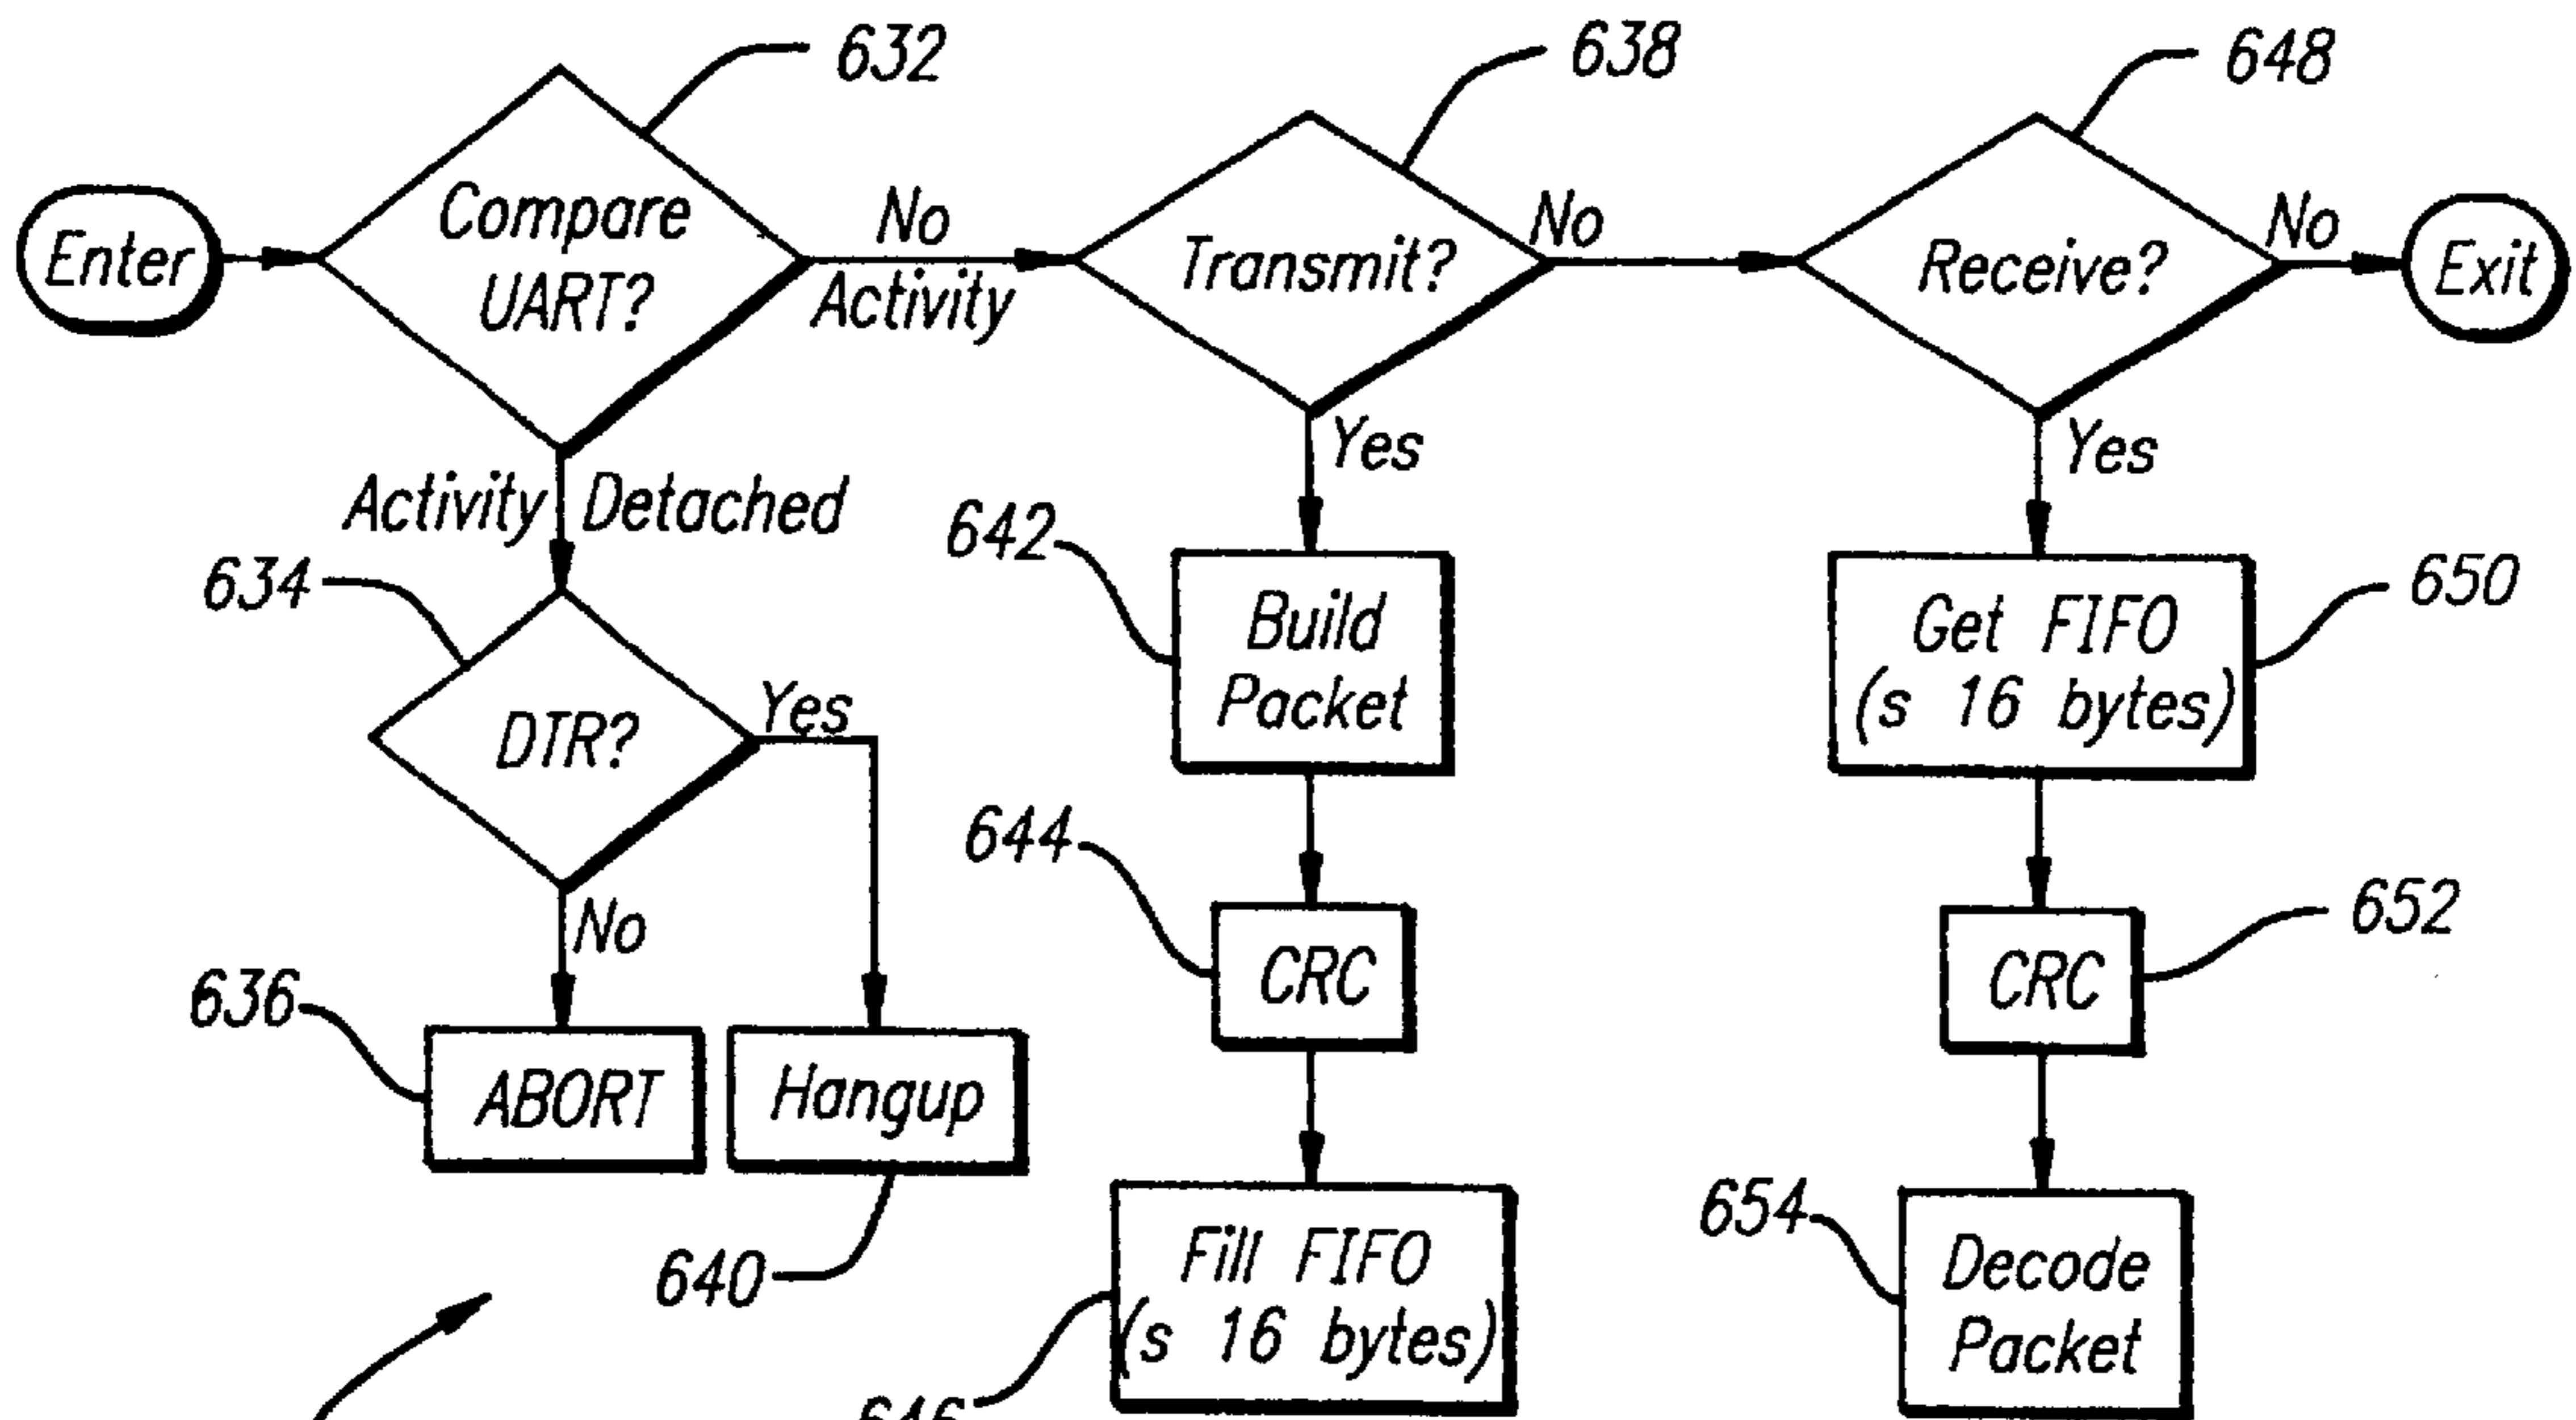 632
638
648
Enter
Compare
UART?
No
Activity
Transmit?
No
Receive?
No
Exit
Activity Detached
Yes
Yes
634
642
650
DTR?
Yes
Build
Packet
Get FIFO
(s 16 bytes)
No
644
652
CRC
CRC
636
ABORT
Hangup
640
654
Fill FIFO
(s 16 bytes)
Decode
Packet
646